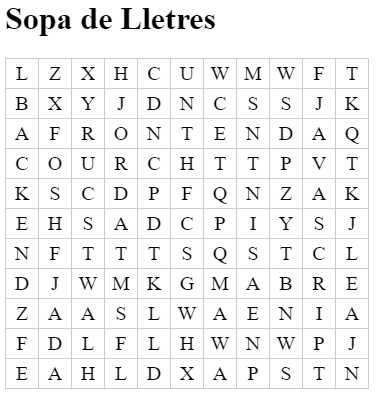 Sopa de Lletres
L Z X H C U W M W F T
B X Y J D N C S S J K
A F R O N T E N D A Q
C O U R C H T T P V T
K S C D P F Q N Z A K
E H S A D C P I Y S J
N F T T T S Q S T C L
D J W M K G M A B R E
Z A A S L W A E N I A
F D L F L H W N W P J
E A H L D X A P S T N